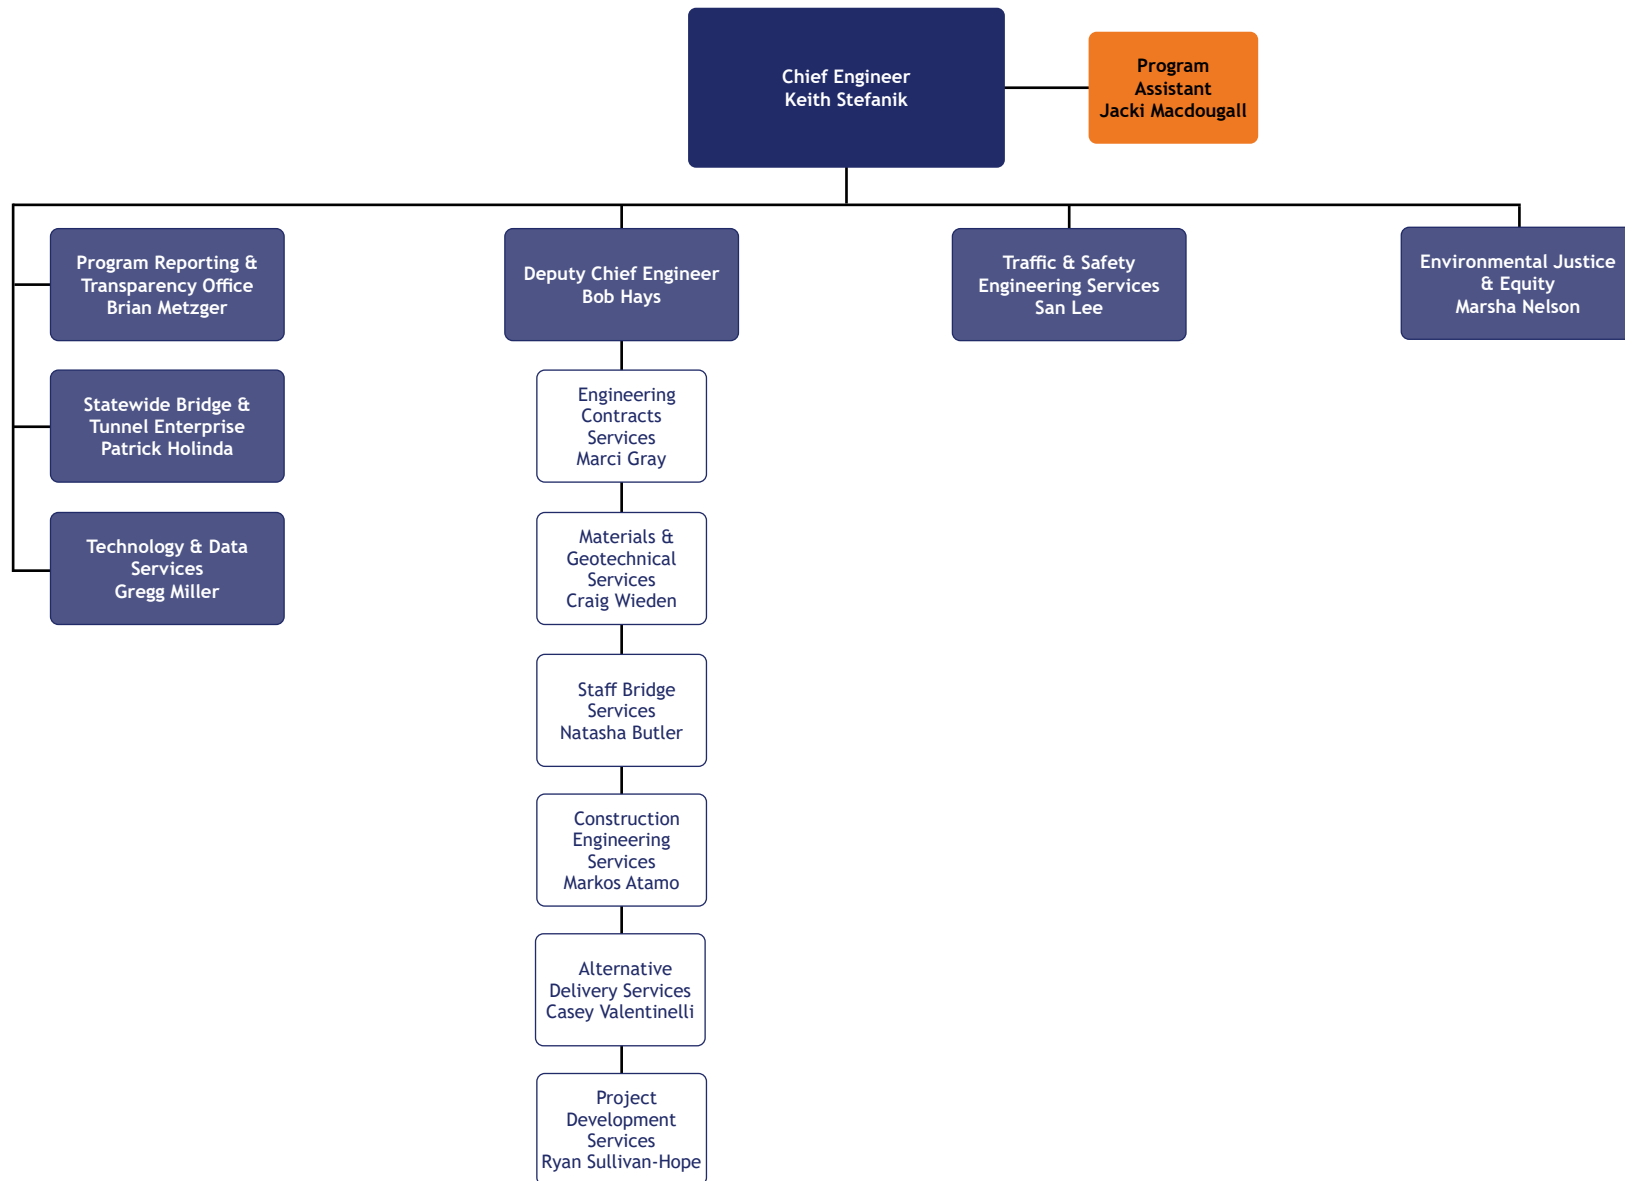 Chief Engineer
Keith Stefanik
Program
Assistant
Jacki Macdougall
Program Reporting &
Transparency Office
Brian Metzger
Deputy Chief Engineer
Bob Hays
Traffic & Safety
Engineering Services
San Lee
Environmental Justice
& Equity
Marsha Nelson
Statewide Bridge &
Tunnel Enterprise
Patrick Holinda
Technology & Data
Services
Gregg Miller
Engineering
Contracts
Services
Marci Gray
Materials &
Geotechnical
Services
Craig Wieden
Staff Bridge
Services
Natasha Butler
Construction
Engineering
Services
Markos Atamo
Alternative
Delivery Services
Casey Valentinelli
Project
Development
Services
Ryan Sullivan-Hope